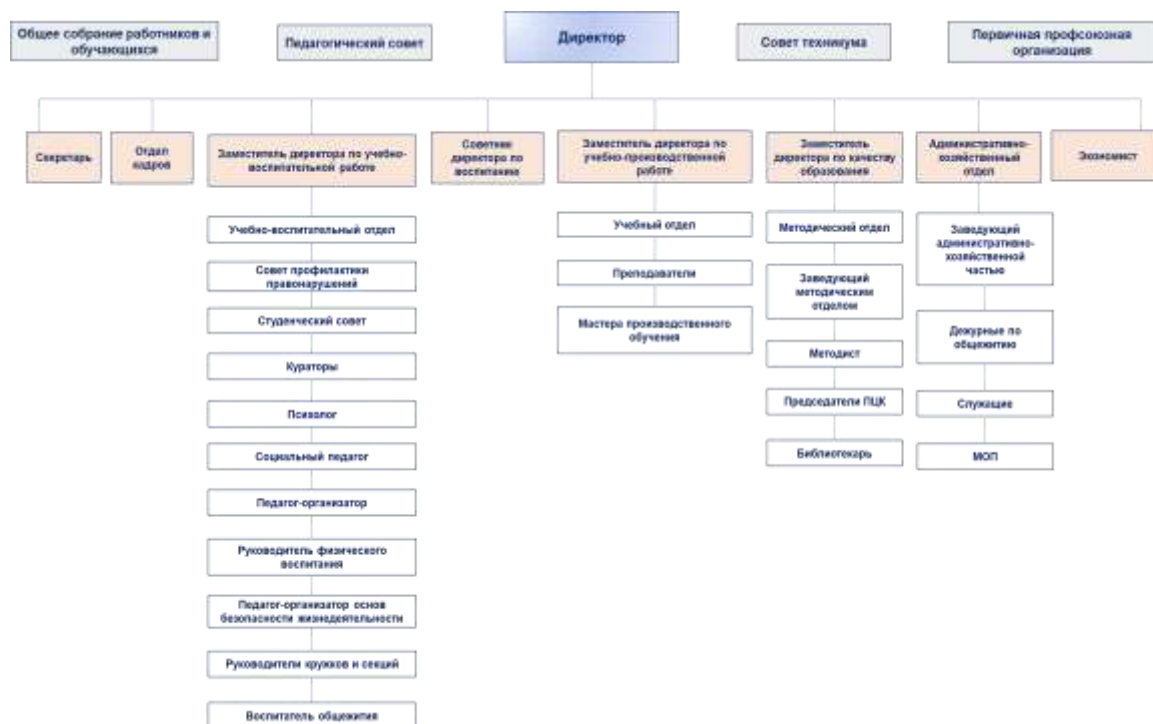 Общее собрание работников и
обучающихся
Педагогический совет
Директор
Совет техникума
Первичная профсоюзная
организация
Секретарь
Отдел
кадров
Заместитель директора по учебно-
воспитательной работе
Советник
директора по
воспитанию
Заместитель директора по
учебно-производственной
работе
Заместитель
директора по качеству
образования
Административно-
хозяйственный
отдел
Экономист
Учебно-воспитательный отдел
Совет профилактики
правонарушений
Студенческий совет
Кураторы
Психолог
Социальный педагог
Педагог-организатор
Руководитель физического
воспитания
Педагог-организатор основ
безопасности жизнедеятельности
Руководители кружков и секций
Воспитатель общежития
Учебный отдел
Преподаватели
Мастера производственного
обучения
Методический отдел
Заведующий
методическим
отделом
Методист
Председатели ПЦК
Библиотекарь
Заведующий
административно-
хозяйственной
частью
Дежурные по
общежитию
Служащие
МОП